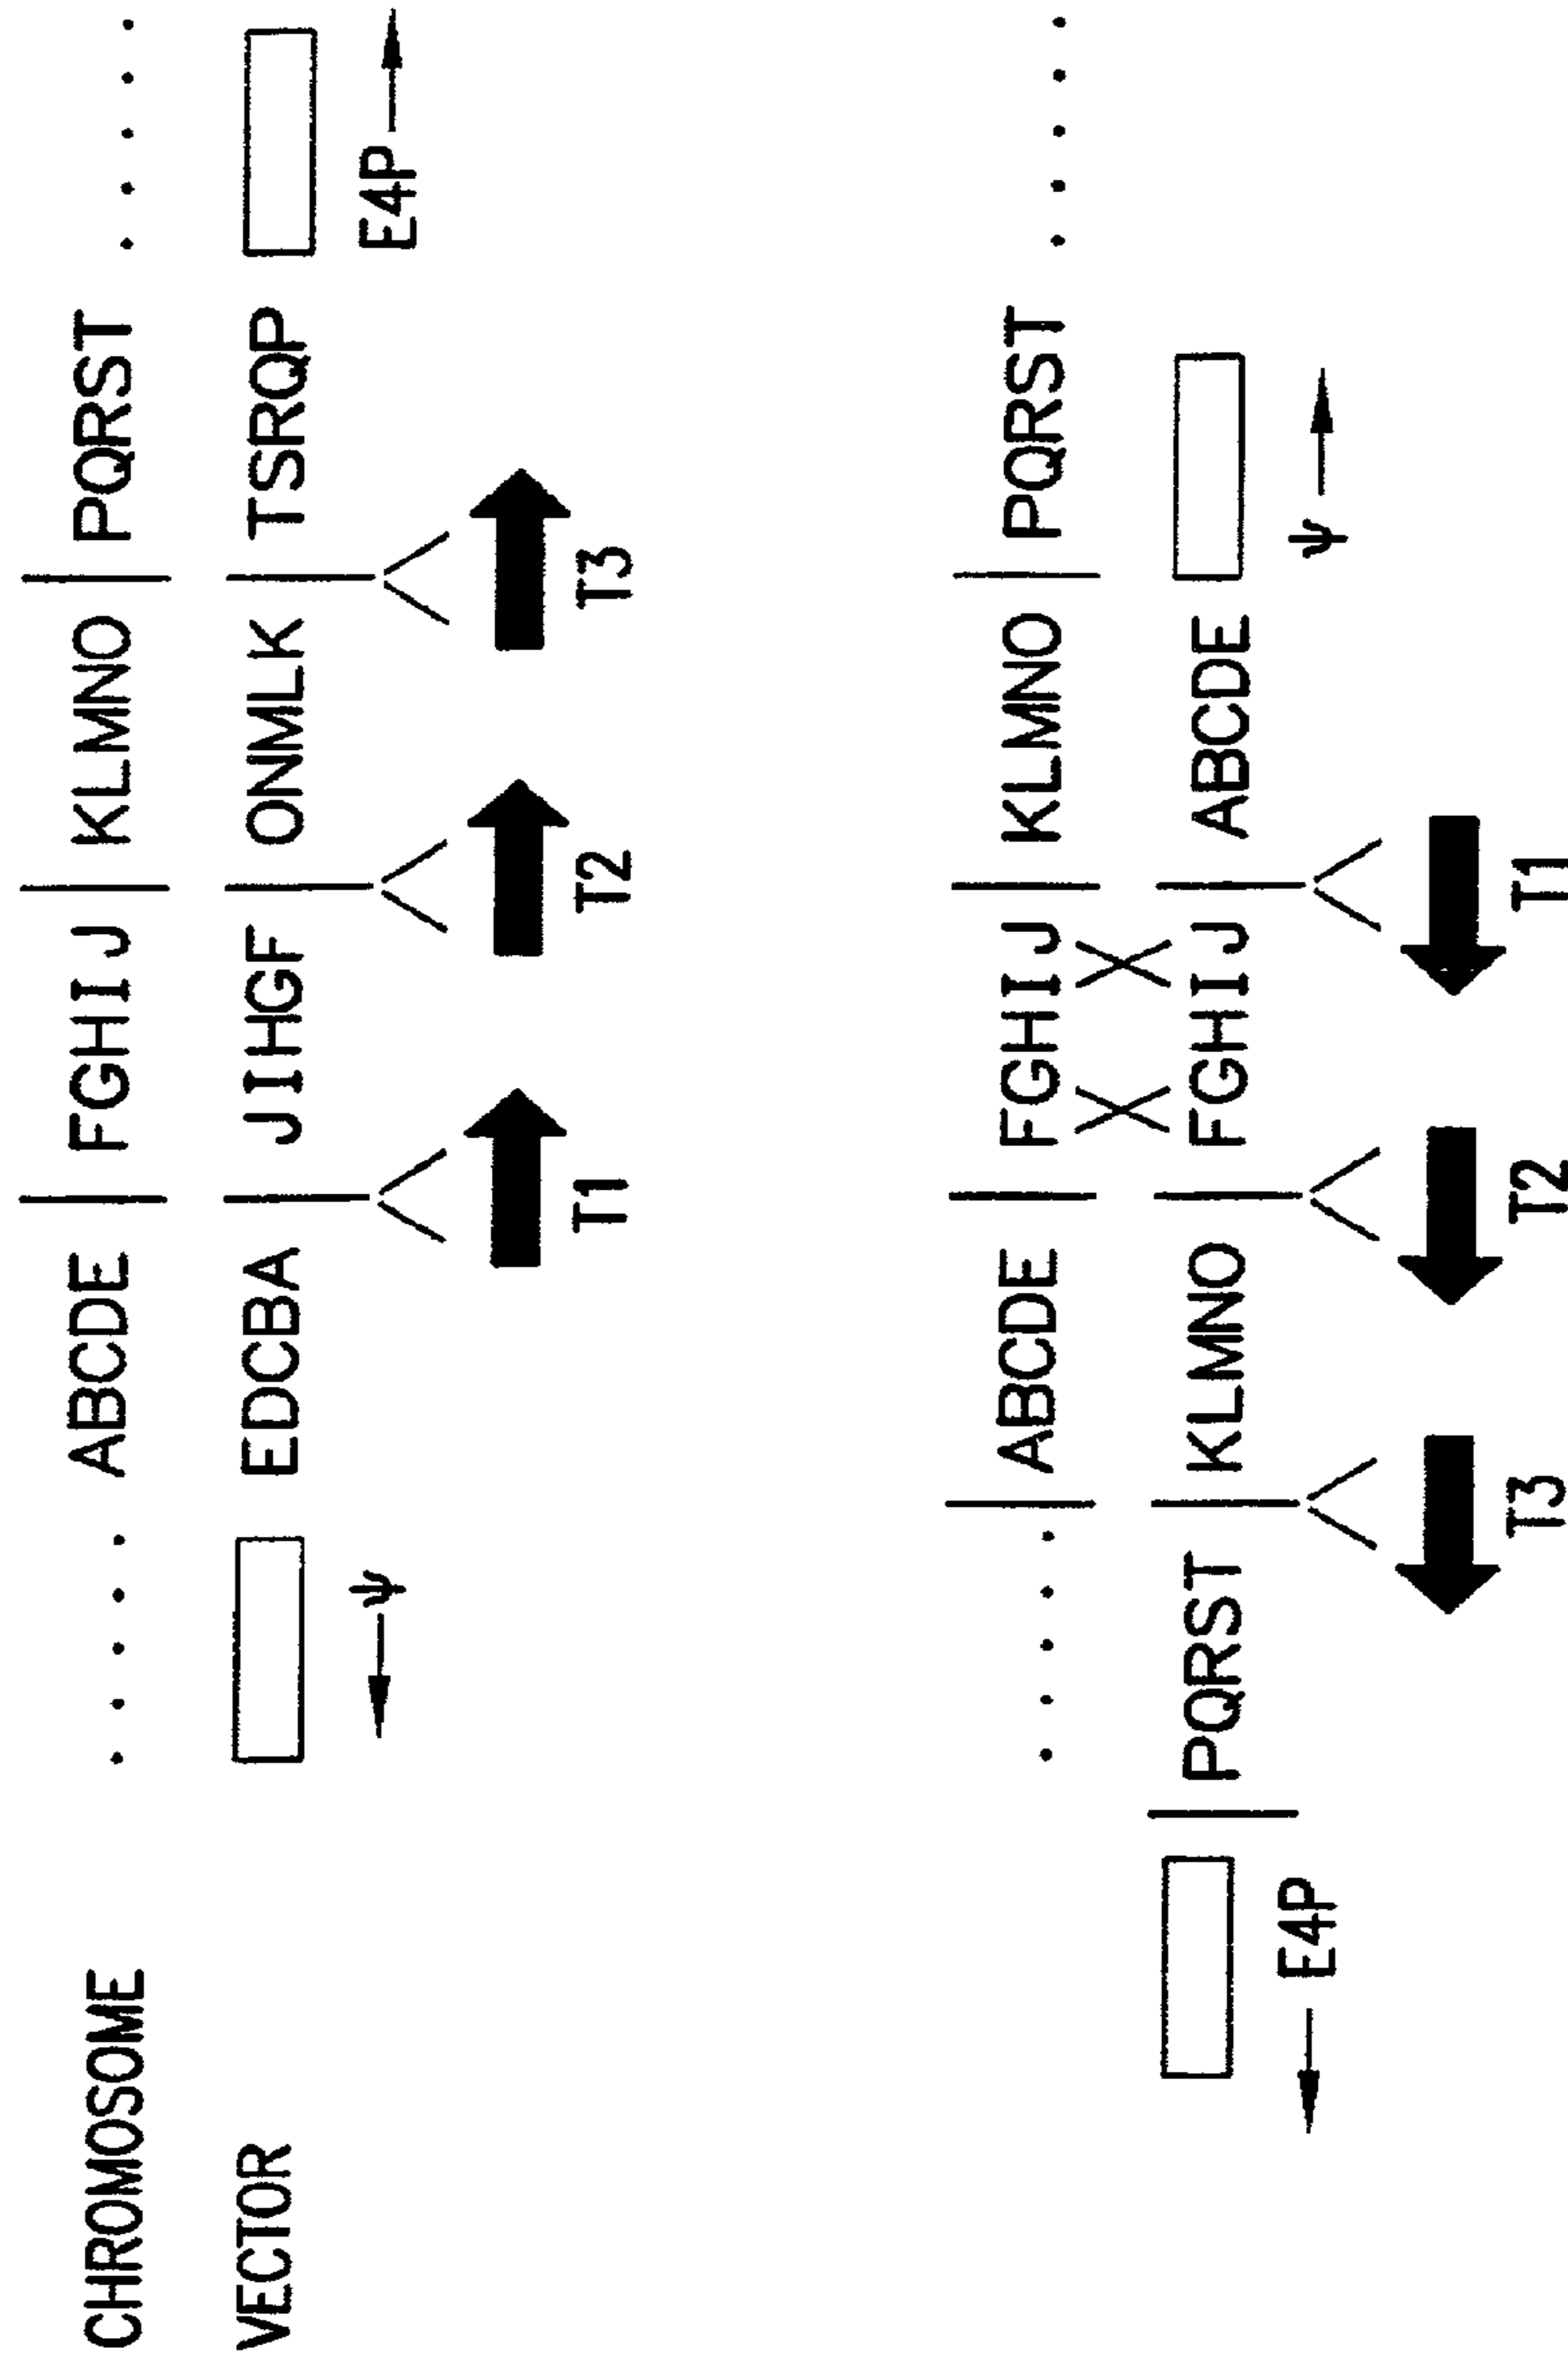 CHROMOSOME . . . . . ABCDE | FGHIJ | KLMNO | PQRST . . . . .
VECTOR EDCBA | JIHGF | ONMLK | TSRQP
ψ E4P
T1 T2 T3
. . . . . | ABCDE | FGHIJ | KLMNO | PQRST . . . . .
| PQRST | KLMNO | FGHIJ | ABCDE
E4P ψ
T3 T2 T1